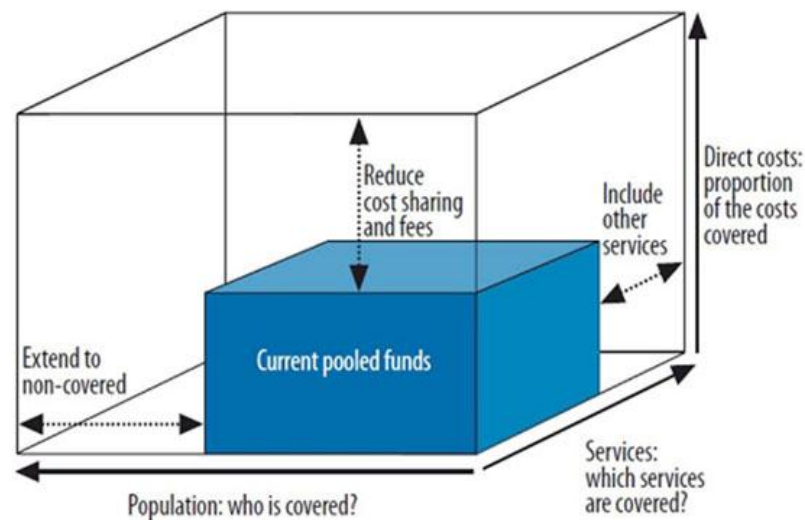 Reduce
cost sharing
and fees
Include
other
services
Direct costs:
proportion
of the costs
covered
Extend to
non-covered
Current pooled funds
Services:
which services
are covered?
Population: who is covered?